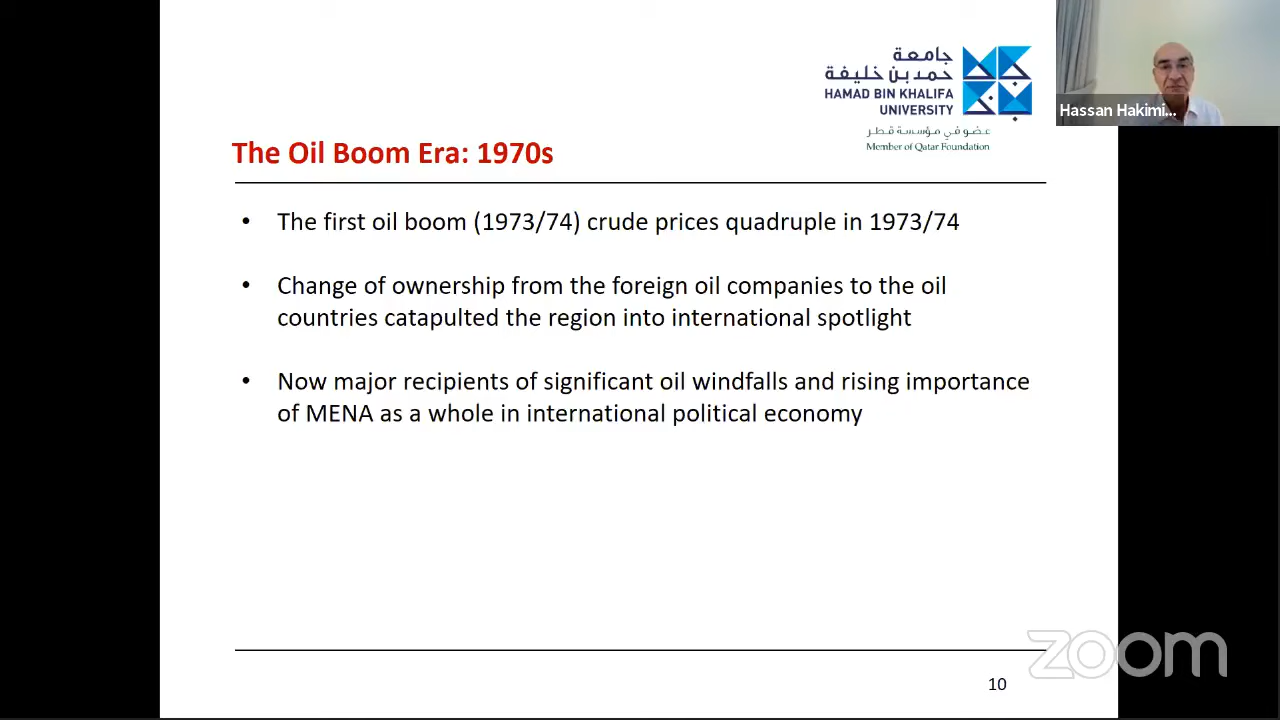 جامعة
حمد بن خليفة
HAMAD BIN KHALIFA
UNIVERSITY
عضو في مؤسسة قطر
Member of Qatar Foundation
Hassan Hakimi...
The Oil Boom Era: 1970s
• The first oil boom (1973/74) crude prices quadruple in 1973/74
• Change of ownership from the foreign oil companies to the oil
countries catapulted the region into international spotlight
• Now major recipients of significant oil windfalls and rising importance
of MENA as a whole in international political economy
zoom
10